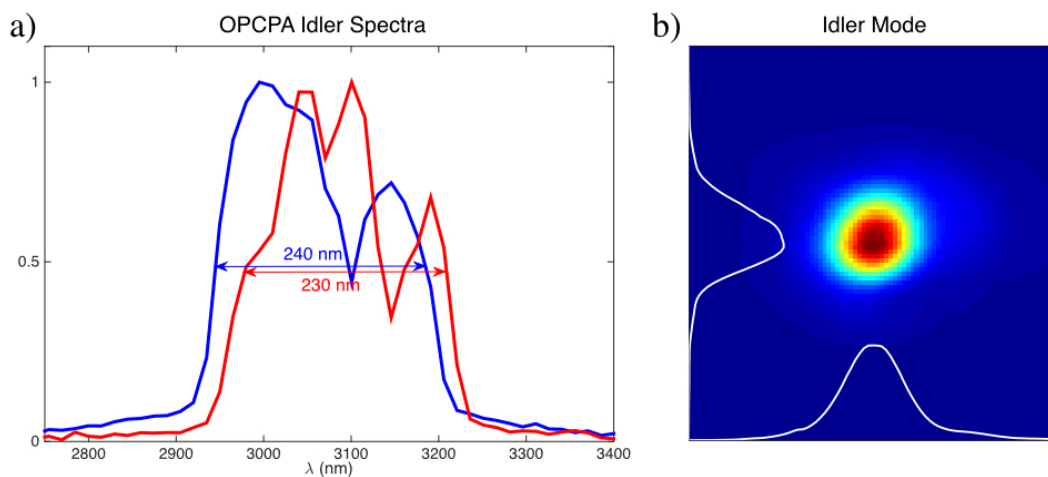 a)
OPCPA Idler Spectra
1
0.5
0
240 nm
230 nm
2800 2900 3000 3100 3200 3300 3400
λ (nm)
b)
Idler Mode